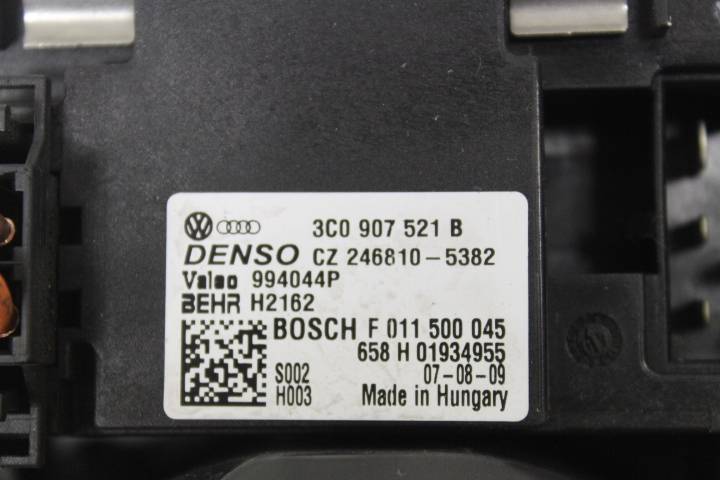 3C0 907 521 B
DENSO CZ 246810-5382
Valeo 994044P
BEHR H2162
BOSCH F 011 500 045
658 H 01934955
S002 07-08-09
H003 Made in Hungary